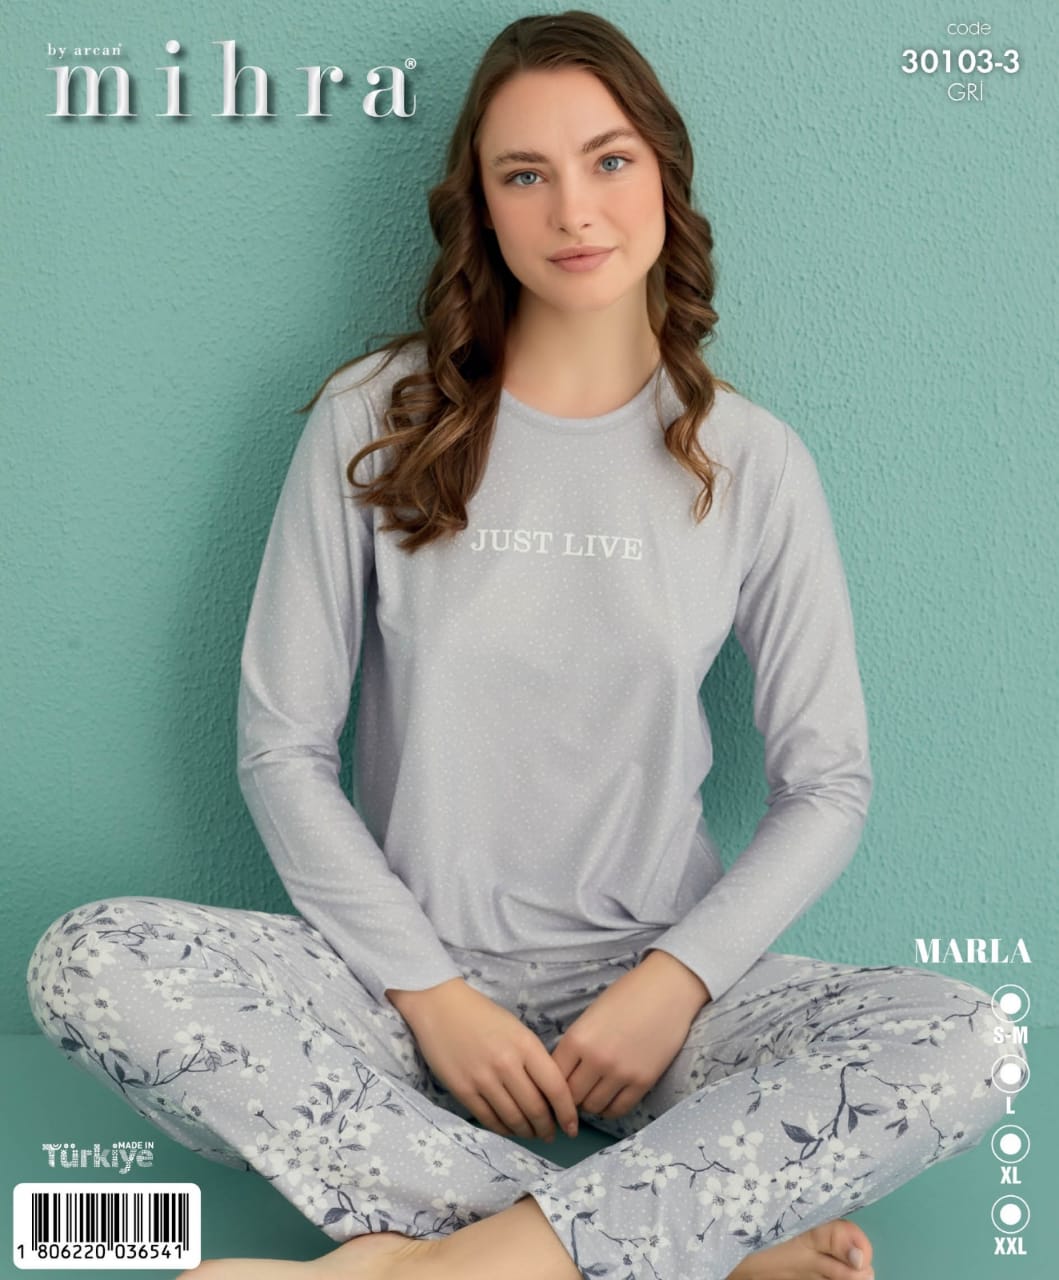 by arcan
mihra®
code
30103-3
GRİ
JUST LIVE
MARLA
S-M
L
XL
XXL
MADE IN
Türkiye
1 806220 036541